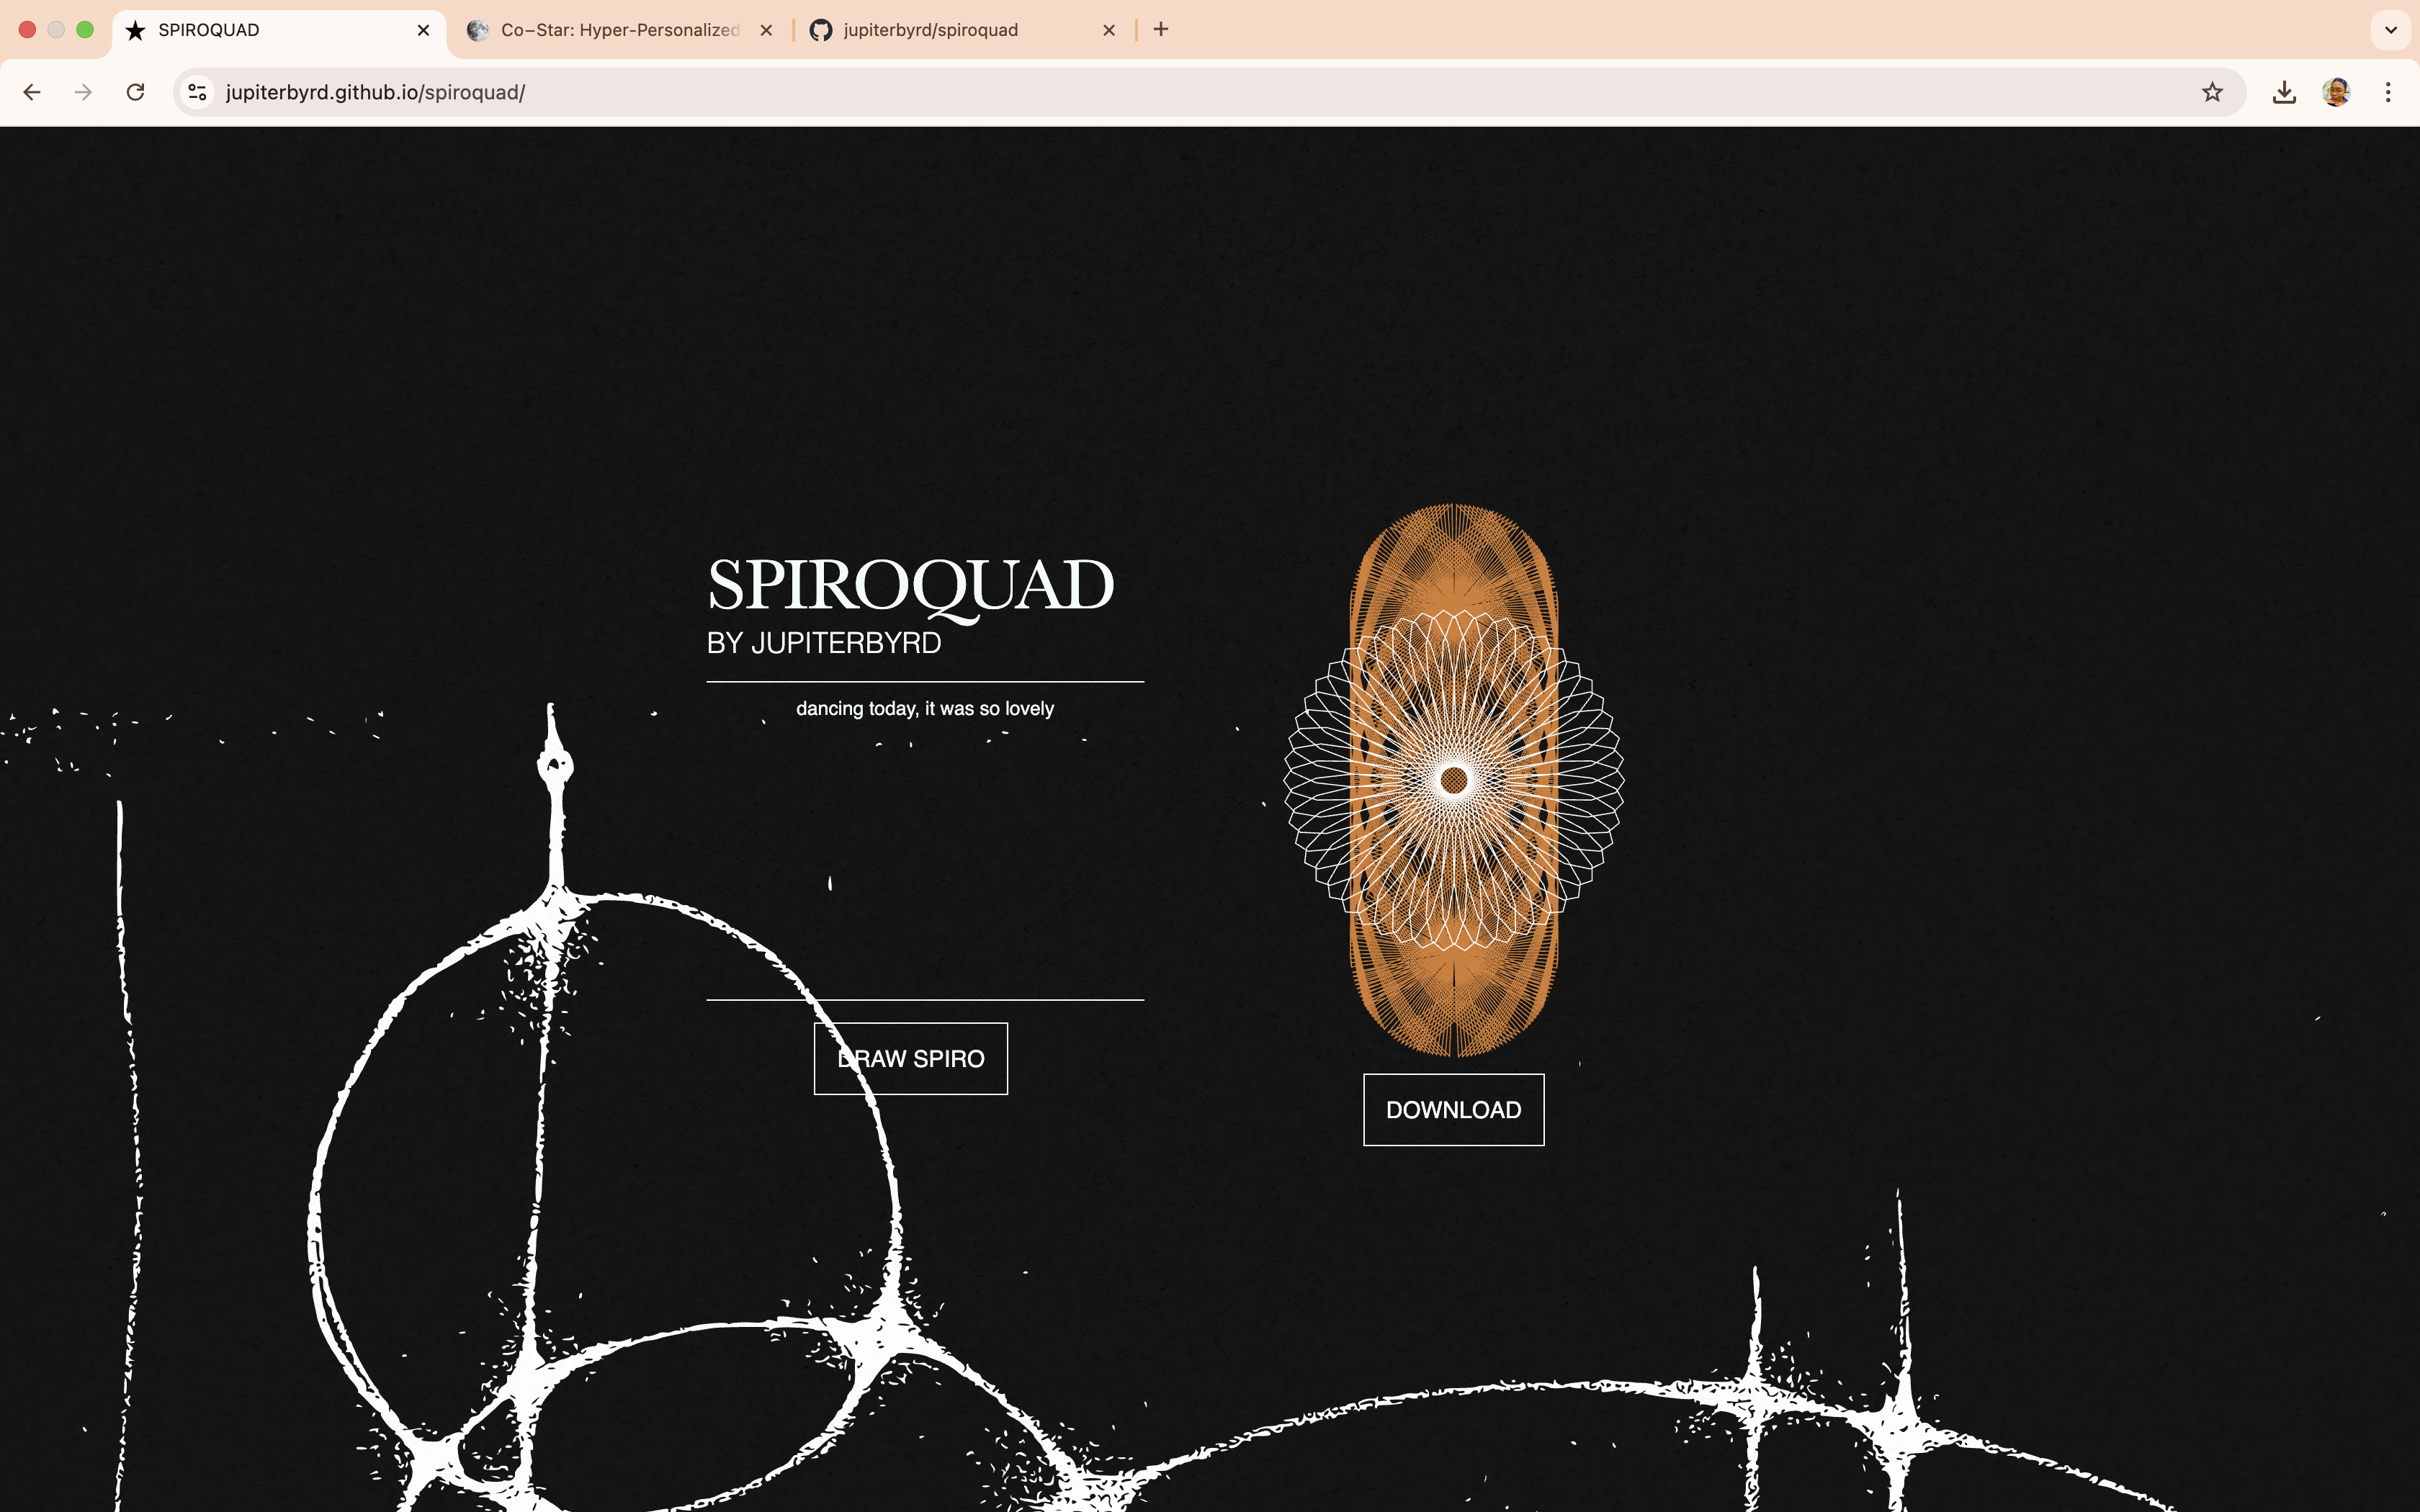 SPIROQUAD
Co–Star: Hyper-Personalized
jupiterbyrd/spiroquad
jupiterbyrd.github.io/spiroquad/
SPIROQUAD
BY JUPITERBYRD
dancing today, it was so lovely
DRAW SPIRO
DOWNLOAD